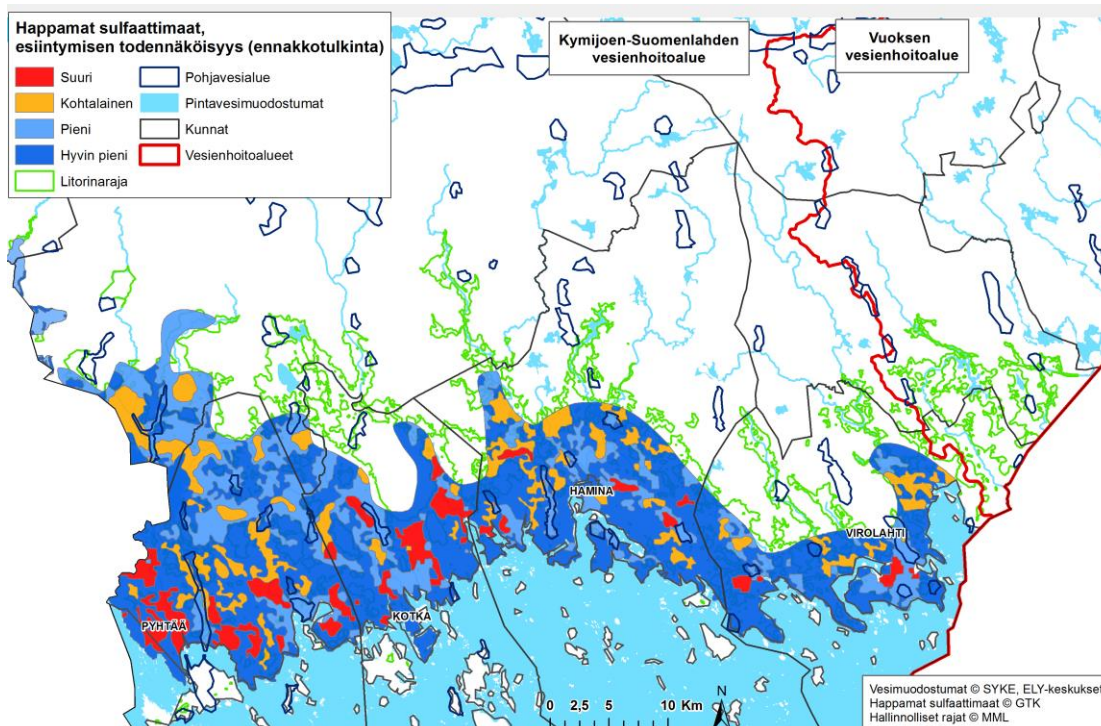 Happamat sulfaattimaat,
esiintymisen todennäköisyys (ennakkotulkinta)
Suuri
Kohtalainen
Pieni
Hyvin pieni
Litorinaraja
Pohjavesialue
Pintavesimuodostumat
Kunnat
Vesienhoitoalueet
Kymijoen-Suomenlahden
vesienhoitoalue
Vuoksen
vesienhoitoalue
HAMINA
VIROLAHTI
PYHTÄÄ
KOTKA
0 2,5 5 10 Km
N
Vesimuodostumat © SYKE, ELY-keskukset
Happamat sulfaattimaat © GTK
Hallinnolliset rajat © MML